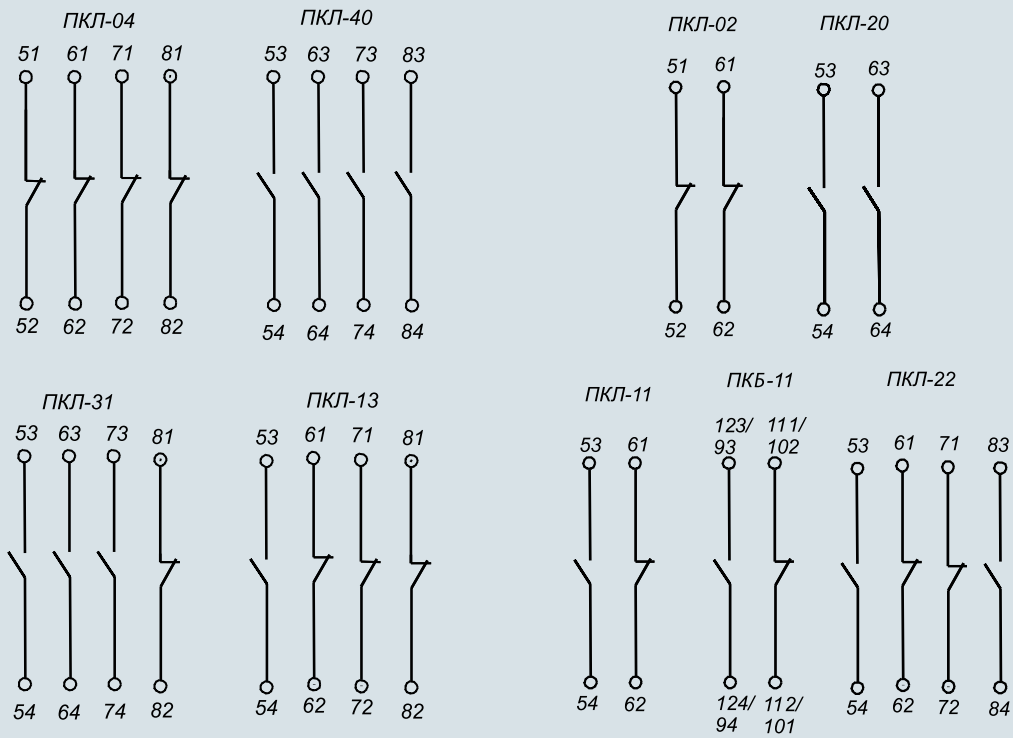 ПКЛ-04
51 61 71 81
52 62 72 82
ПКЛ-40
53 63 73 83
54 64 74 84
ПКЛ-02
51 61
52 62
ПКЛ-20
53 63
54 64
ПКЛ-31
53 63 73 81
54 64 74 82
ПКЛ-13
53 61 71 81
54 62 72 82
ПКЛ-11
53 61
54 62
ПКБ-11
123/ 111/
93 102
124/ 112/
94 101
ПКЛ-22
53 61 71 83
54 62 72 84